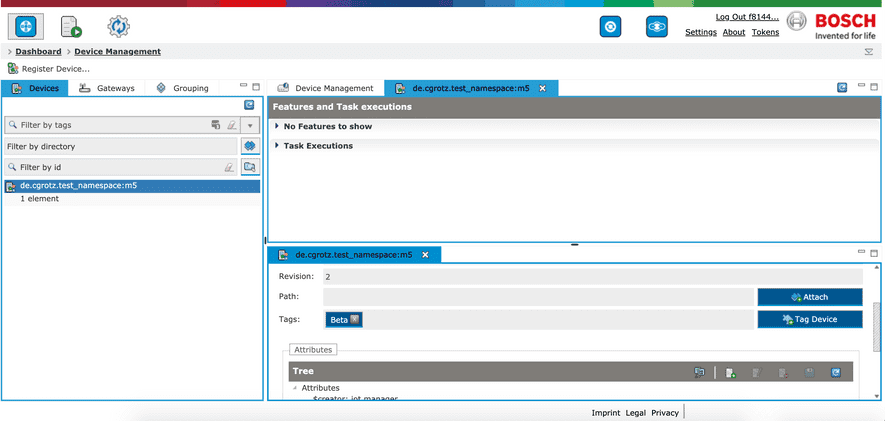 Log Out f8144...
Settings About Tokens
BOSCH
Invented for life
Dashboard Device Management
Register Device...
Devices Gateways Grouping
Filter by tags
Filter by directory
Filter by id
de.cgrotz.test_namespace:m5
1 element
Device Management de.cgrotz.test_namespace:m5
Features and Task executions
No Features to show
Task Executions
de.cgrotz.test_namespace:m5
Revision: 2
Path: Attach
Tags: Beta x Tag Device
Attributes
Tree
Attributes
$creator: iot manager
Imprint Legal Privacy